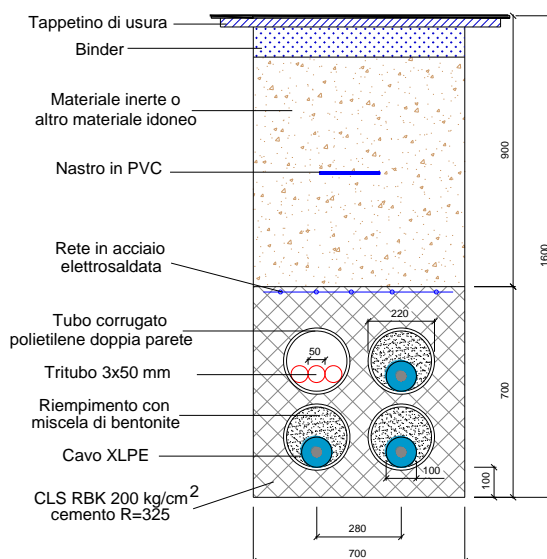 Tappetino di usura
Binder
Materiale inerte o
altro materiale idoneo
Nastro in PVC
900
1600
Rete in acciaio
elettrosaldata
Tubo corrugato
polietilene doppia parete
50
220
Tritubo 3x50 mm
700
Riempimento con
miscela di bentonite
Cavo XLPE
100
100
CLS RBK 200 kg/cm²
cemento R=325
280
700